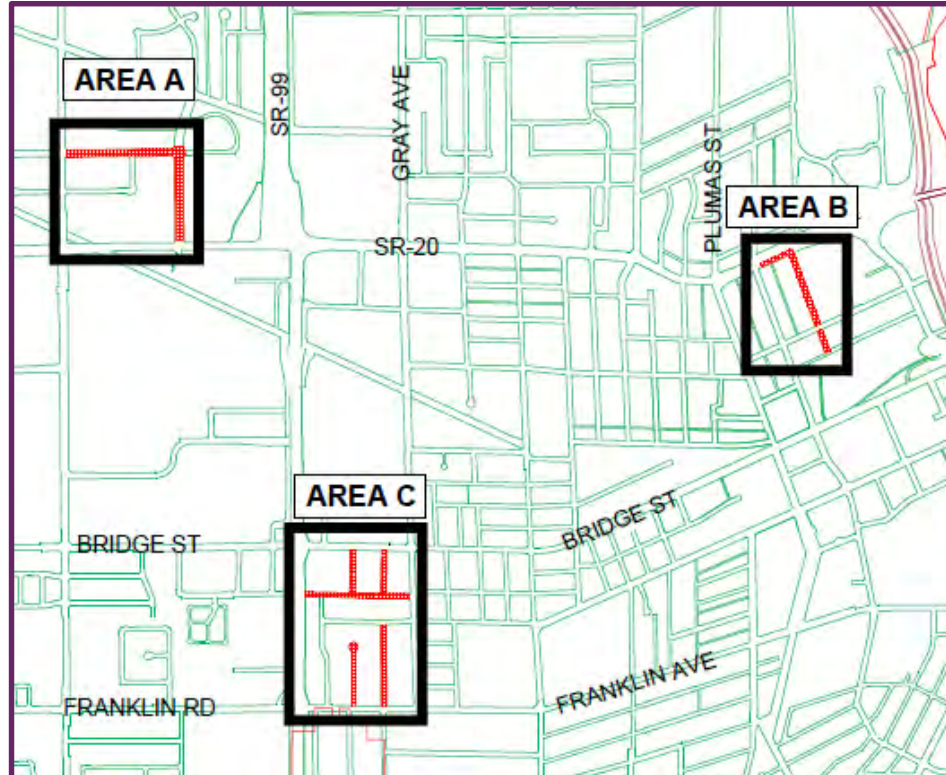 AREA A
SR-99
GRAY AVE
PLUMAS ST
AREA B
SR-20
AREA C
BRIDGE ST
BRIDGE ST
FRANKLIN AVE
FRANKLIN RD